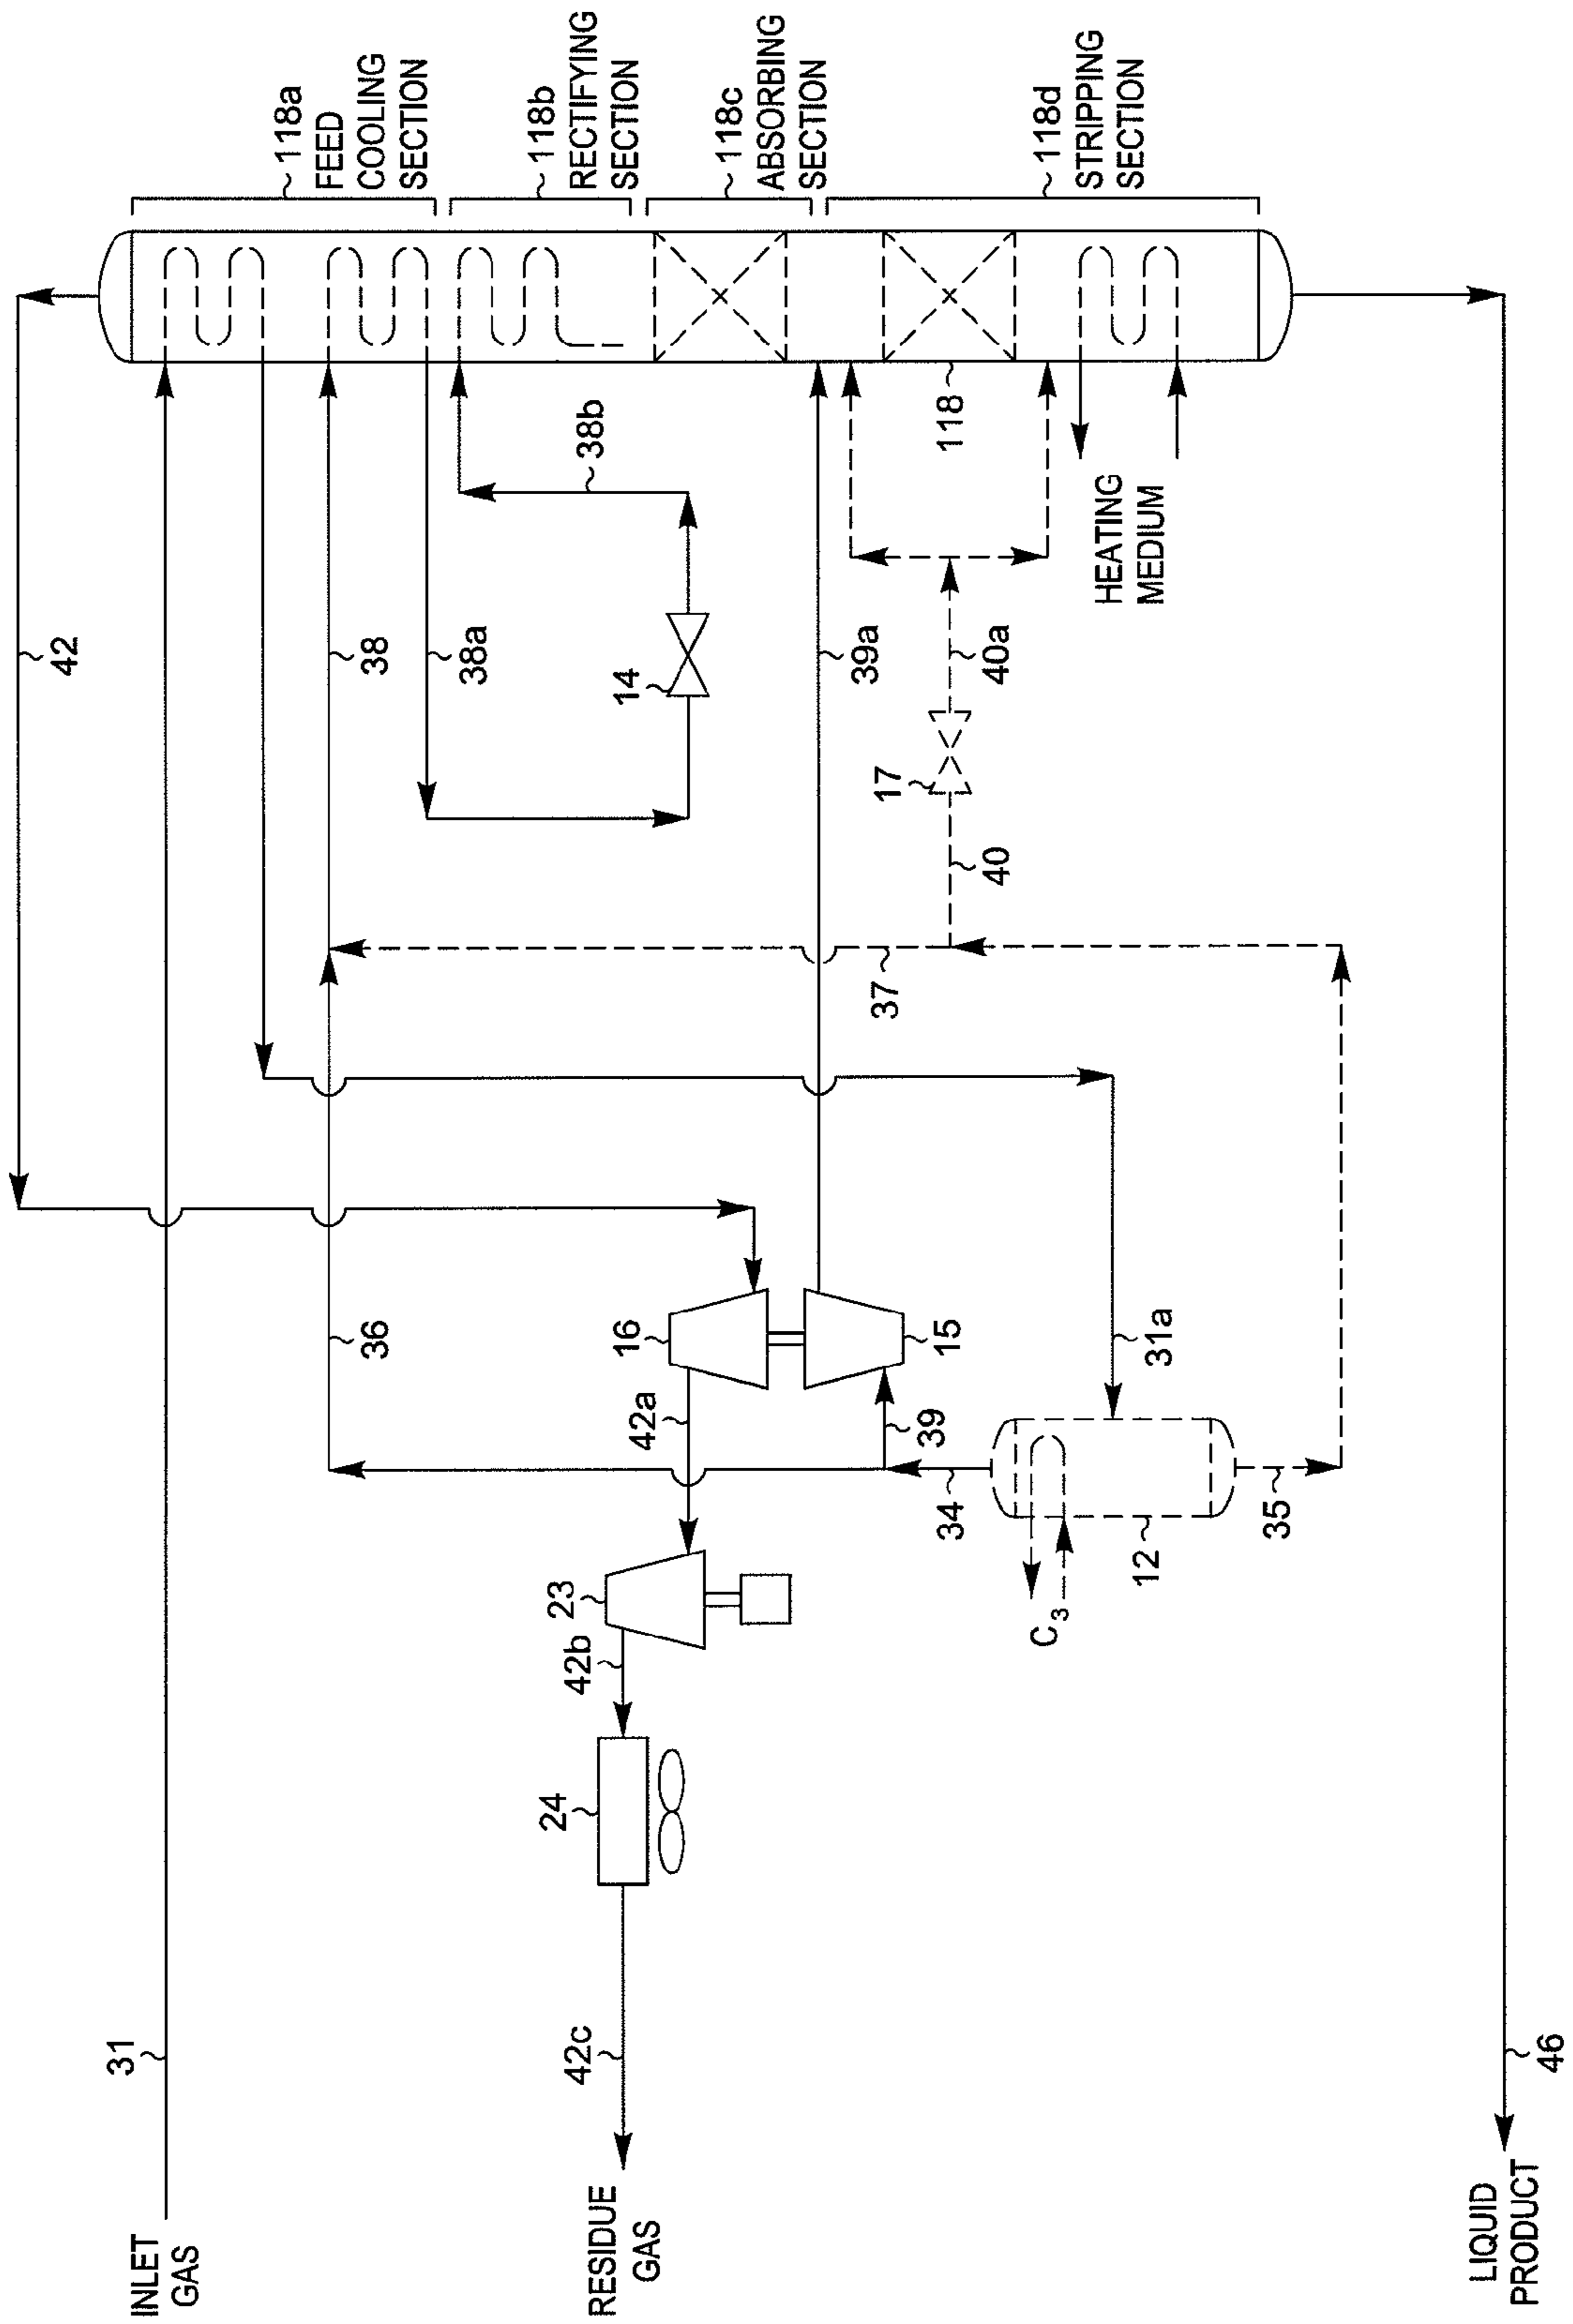 INLET
GAS
31
RESIDUE
GAS
42c
24
42b
23
42a
16
15
36
39
34
C3
12
35
31a
42
38
38a
14
38b
39a
37
40
17
40a
HEATING
MEDIUM
118
118a
FEED
COOLING
SECTION
118b
RECTIFYING
SECTION
118c
ABSORBING
SECTION
118d
STRIPPING
SECTION
46
LIQUID
PRODUCT